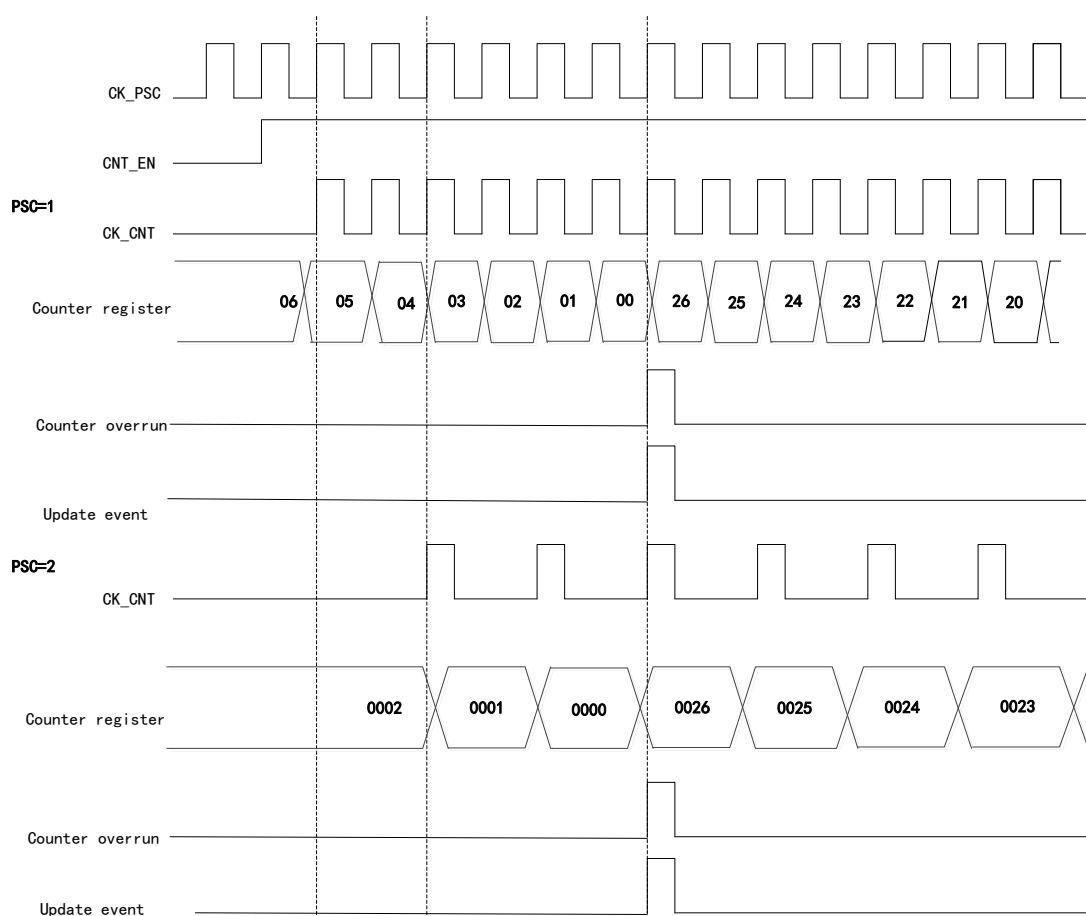 CK_PSC
CNT_EN
PSC=1
CK_CNT
Counter register 06 05 04 03 02 01 00 26 25 24 23 22 21 20
Counter overrun
Update event
PSC=2
CK_CNT
Counter register 0002 0001 0000 0026 0025 0024 0023
Counter overrun
Update event